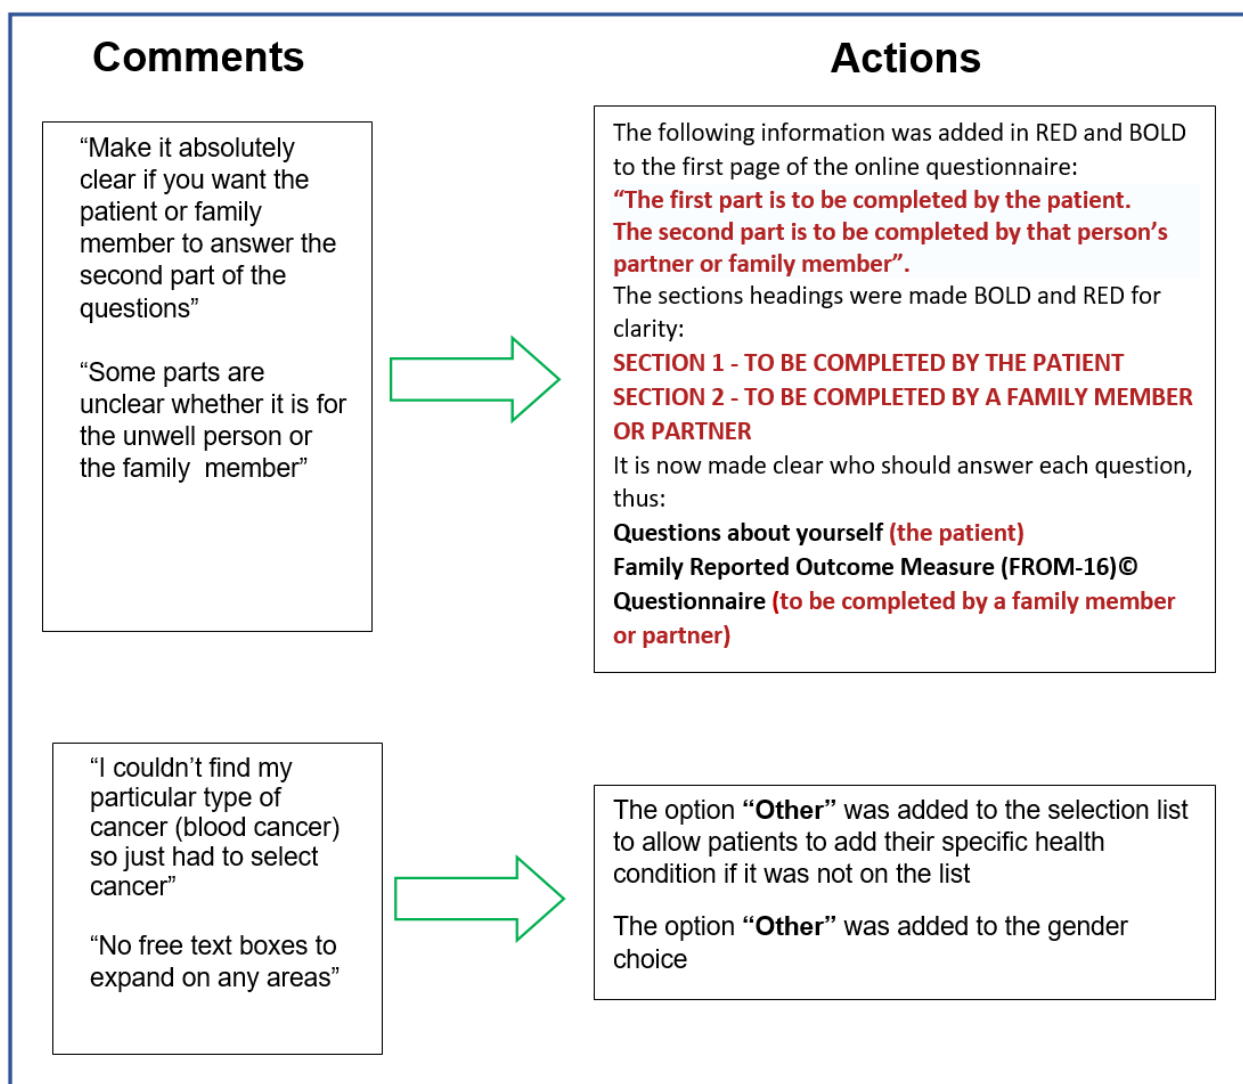 Comments
Actions
“Make it absolutely
clear if you want the
patient or family
member to answer the
second part of the
questions”
“Some parts are
unclear whether it is for
the unwell person or
the family  member”
The following information was added in RED and BOLD
to the first page of the online questionnaire:
“The first part is to be completed by the patient.
The second part is to be completed by that person’s
partner or family member”.
The sections headings were made BOLD and RED for
clarity:
SECTION 1 - TO BE COMPLETED BY THE PATIENT
SECTION 2 - TO BE COMPLETED BY A FAMILY MEMBER
OR PARTNER
It is now made clear who should answer each question,
thus:
Questions about yourself (the patient)
Family Reported Outcome Measure (FROM-16)©
Questionnaire (to be completed by a family member
or partner)
“I couldn’t find my
particular type of
cancer (blood cancer)
so just had to select
cancer”
“No free text boxes to
expand on any areas”
The option “Other” was added to the selection list
to allow patients to add their specific health
condition if it was not on the list
The option “Other” was added to the gender
choice